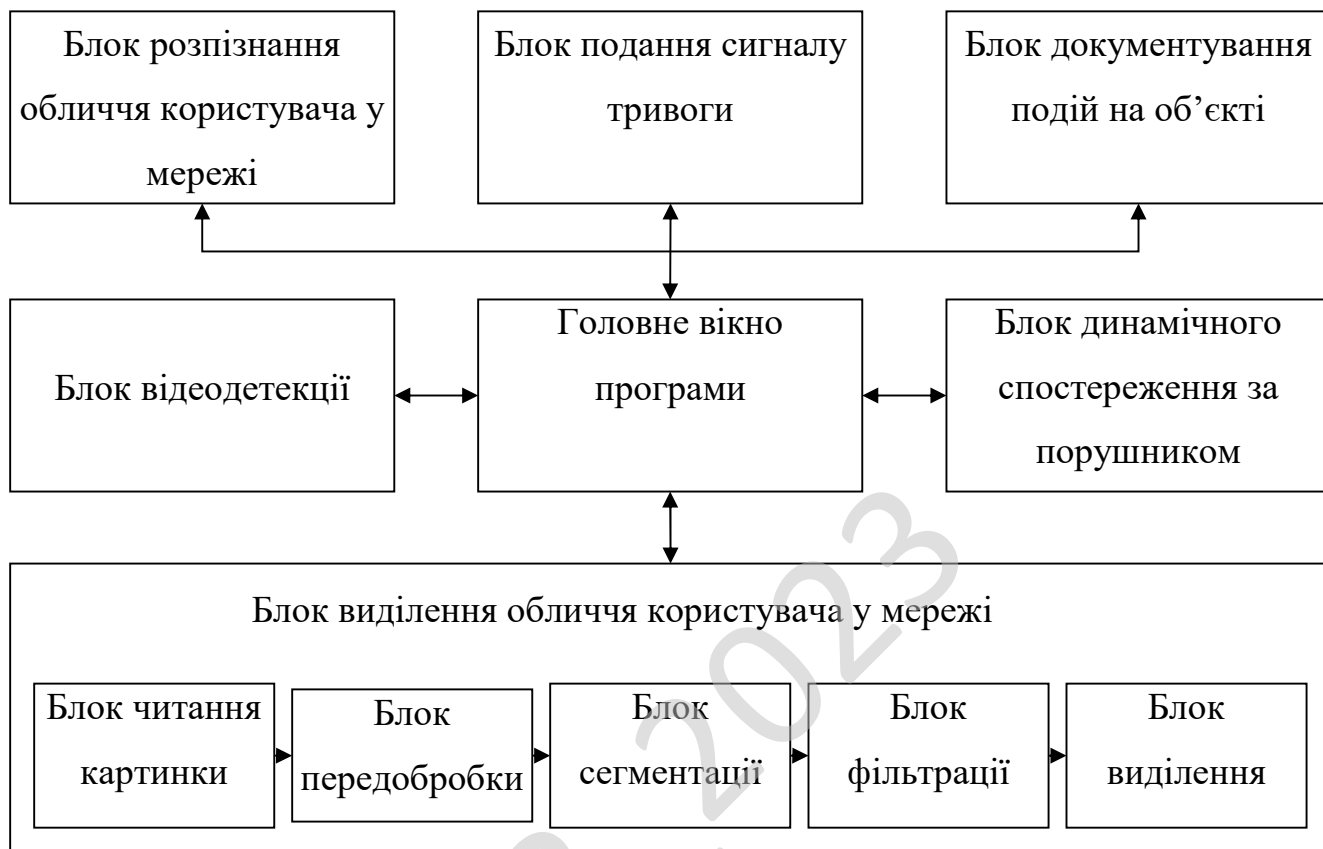 Блок розпізнання
обличчя користувача у
мережі
Блок подання сигналу
тривоги
Блок документування
подій на об’єкті
Блок відеодетекції
Головне вікно
програми
Блок динамічного
спостереження за
порушником
Блок виділення обличчя користувача у мережі
Блок читання
картинки
Блок
передобробки
Блок
сегментації
Блок
фільтрації
Блок
виділення
2023